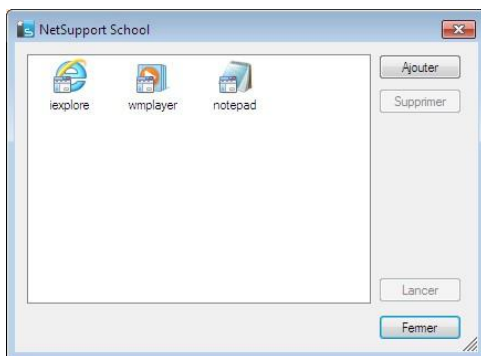 NetSupport School
iexplore
wmplayer
notepad
Ajouter
Supprimer
Lancer
Fermer